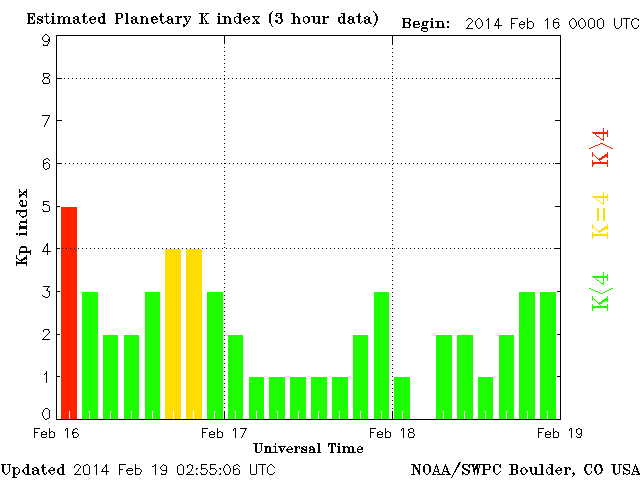 Estimated Planetary K index (3 hour data)
Begin: 2014 Feb 16 0000 UTC
9
8
7
6
5
4
3
2
1
0
Kp index
K>4
K=4
K<4
Feb 16
Feb 17
Feb 18
Feb 19
Universal Time
Updated 2014 Feb 19 02:55:06 UTC
NOAA/SWPC Boulder, CO USA